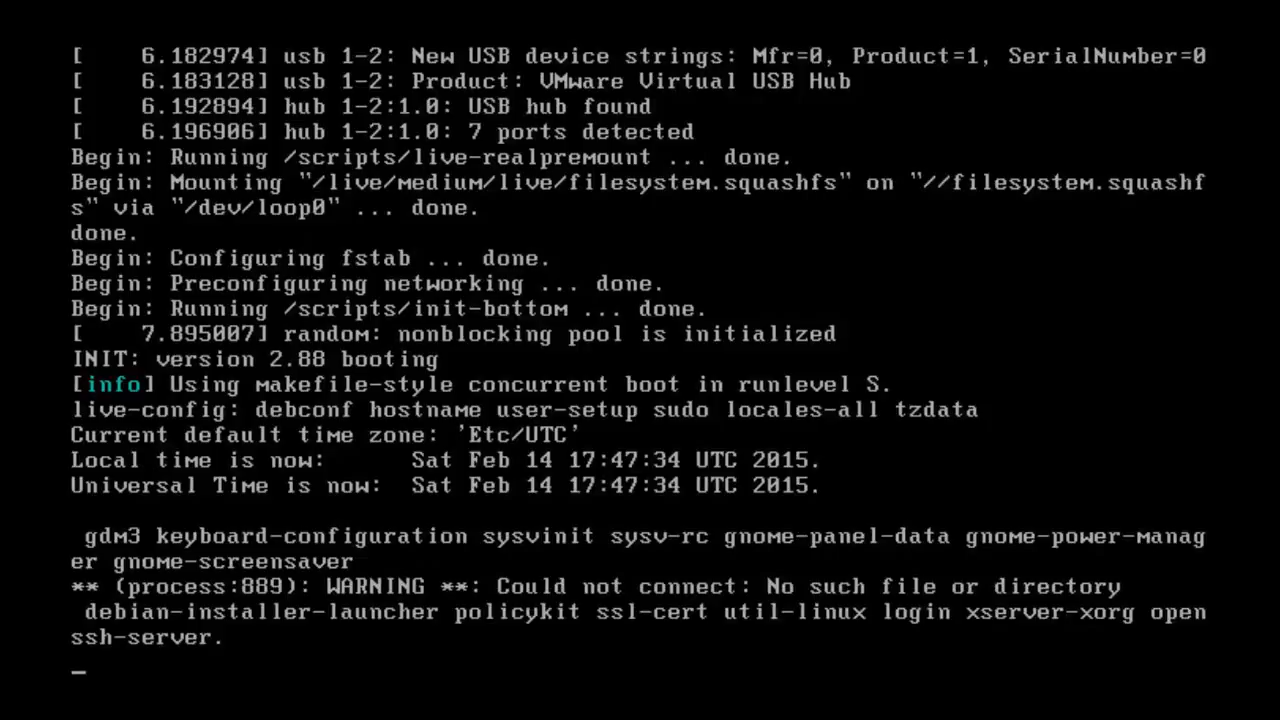 [    6.182974] usb 1-2: New USB device strings: Mfr=0, Product=1, SerialNumber=0
[    6.183128] usb 1-2: Product: VMware Virtual USB Hub
[    6.192894] hub 1-2:1.0: USB hub found
[    6.196906] hub 1-2:1.0: 7 ports detected
Begin: Running /scripts/live-realpremount ... done.
Begin: Mounting "/live/medium/live/filesystem.squashfs" on "//filesystem.squashf
s" via "/dev/loop0" ... done.
done.
Begin: Configuring fstab ... done.
Begin: Preconfiguring networking ... done.
Begin: Running /scripts/init-bottom ... done.
[    7.895007] random: nonblocking pool is initialized
INIT: version 2.88 booting
[info] Using makefile-style concurrent boot in runlevel S.
live-config: debconf hostname user-setup sudo locales-all tzdata
Current default time zone: 'Etc/UTC'
Local time is now:      Sat Feb 14 17:47:34 UTC 2015.
Universal Time is now:  Sat Feb 14 17:47:34 UTC 2015.
 gdm3 keyboard-configuration sysvinit sysv-rc gnome-panel-data gnome-power-manag
er gnome-screensaver
** (process:889): WARNING **: Could not connect: No such file or directory
 debian-installer-launcher policykit ssl-cert util-linux login xserver-xorg open
ssh-server.